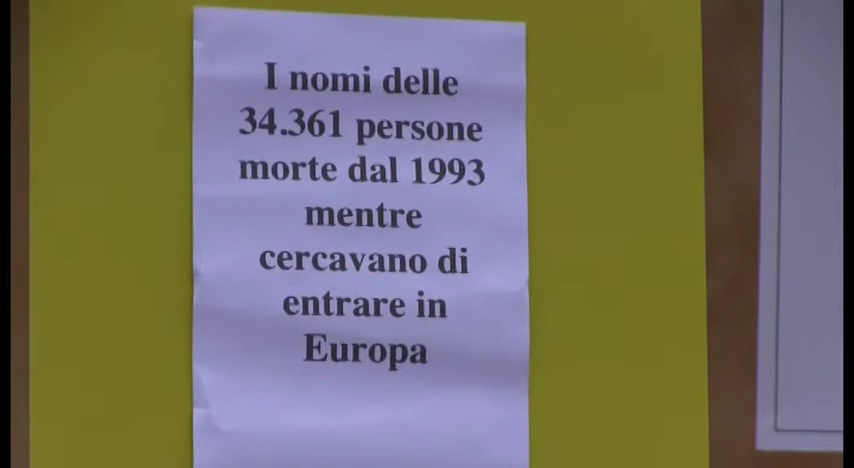 I nomi delle
34.361 persone
morte dal 1993
mentre
cercavano di
entrare in
Europa